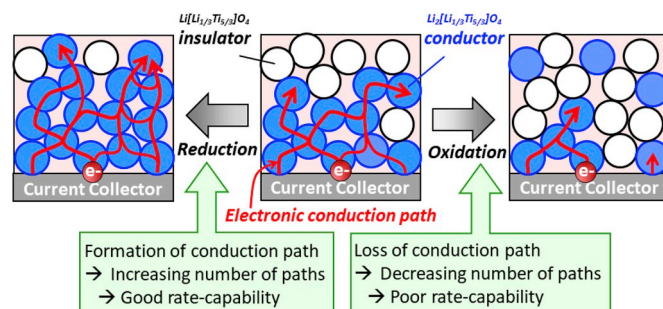 Li[Li1/3Ti5/3]O4
insulator
Li2[Li1/3Ti5/3]O4
conductor
Reduction
Oxidation
e-
Current Collector
e-
Current Collector
e-
Current Collector
Electronic conduction path
Formation of conduction path
→ Increasing number of paths
→ Good rate-capability
Loss of conduction path
→ Decreasing number of paths
→ Poor rate-capability